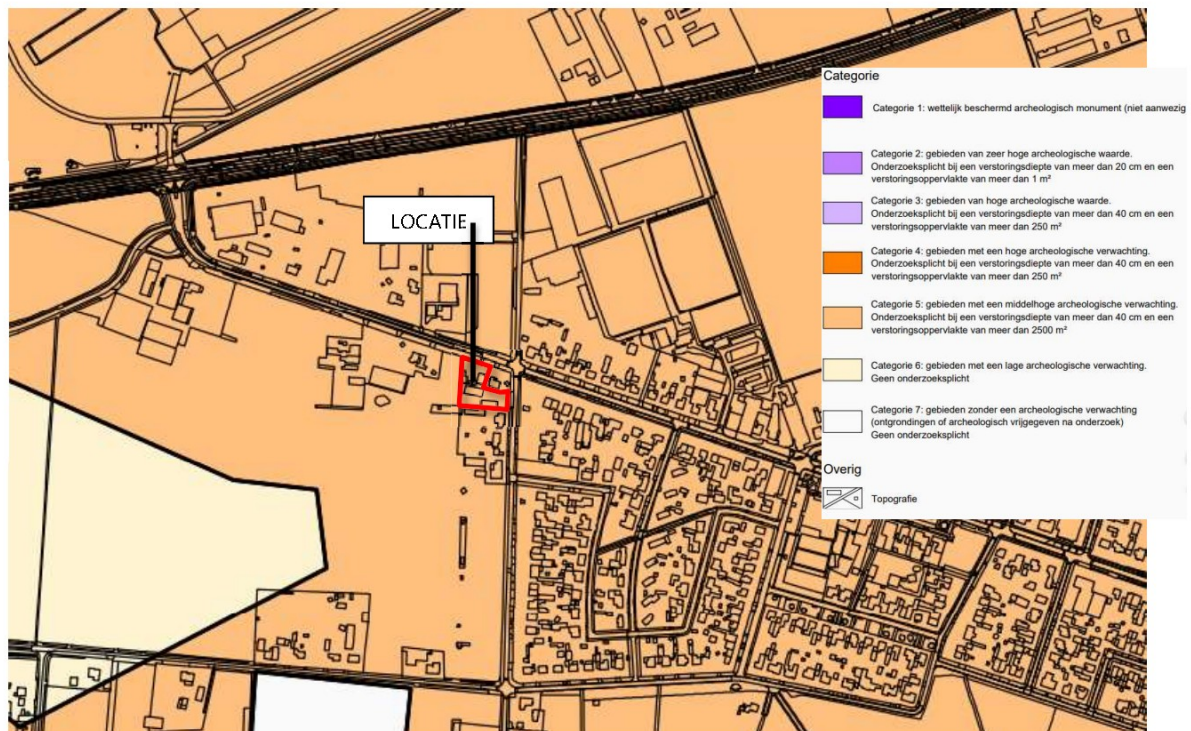 LOCATIE
Categorie
Categorie 1: wettelijk beschermd archeologisch monument (niet aanwezig
Categorie 2: gebieden van zeer hoge archeologische waarde.
Onderzoeksplicht bij een verstoringsdiepte van meer dan 20 cm en een
verstoringsoppervlakte van meer dan 1 m²
Categorie 3: gebieden van hoge archeologische waarde.
Onderzoeksplicht bij een verstoringsdiepte van meer dan 40 cm en een
verstoringsoppervlakte van meer dan 250 m²
Categorie 4: gebieden met een hoge archeologische verwachting.
Onderzoeksplicht bij een verstoringsdiepte van meer dan 40 cm en een
verstoringsoppervlakte van meer dan 250 m²
Categorie 5: gebieden met een middelhoge archeologische verwachting.
Onderzoeksplicht bij een verstoringsdiepte van meer dan 40 cm en een
verstoringsoppervlakte van meer dan 2500 m²
Categorie 6: gebieden met een lage archeologische verwachting.
Geen onderzoeksplicht
Categorie 7: gebieden zonder een archeologische verwachting
(ontgrondingen of archeologisch vrijgegeven na onderzoek)
Geen onderzoeksplicht
Overig
Topografie